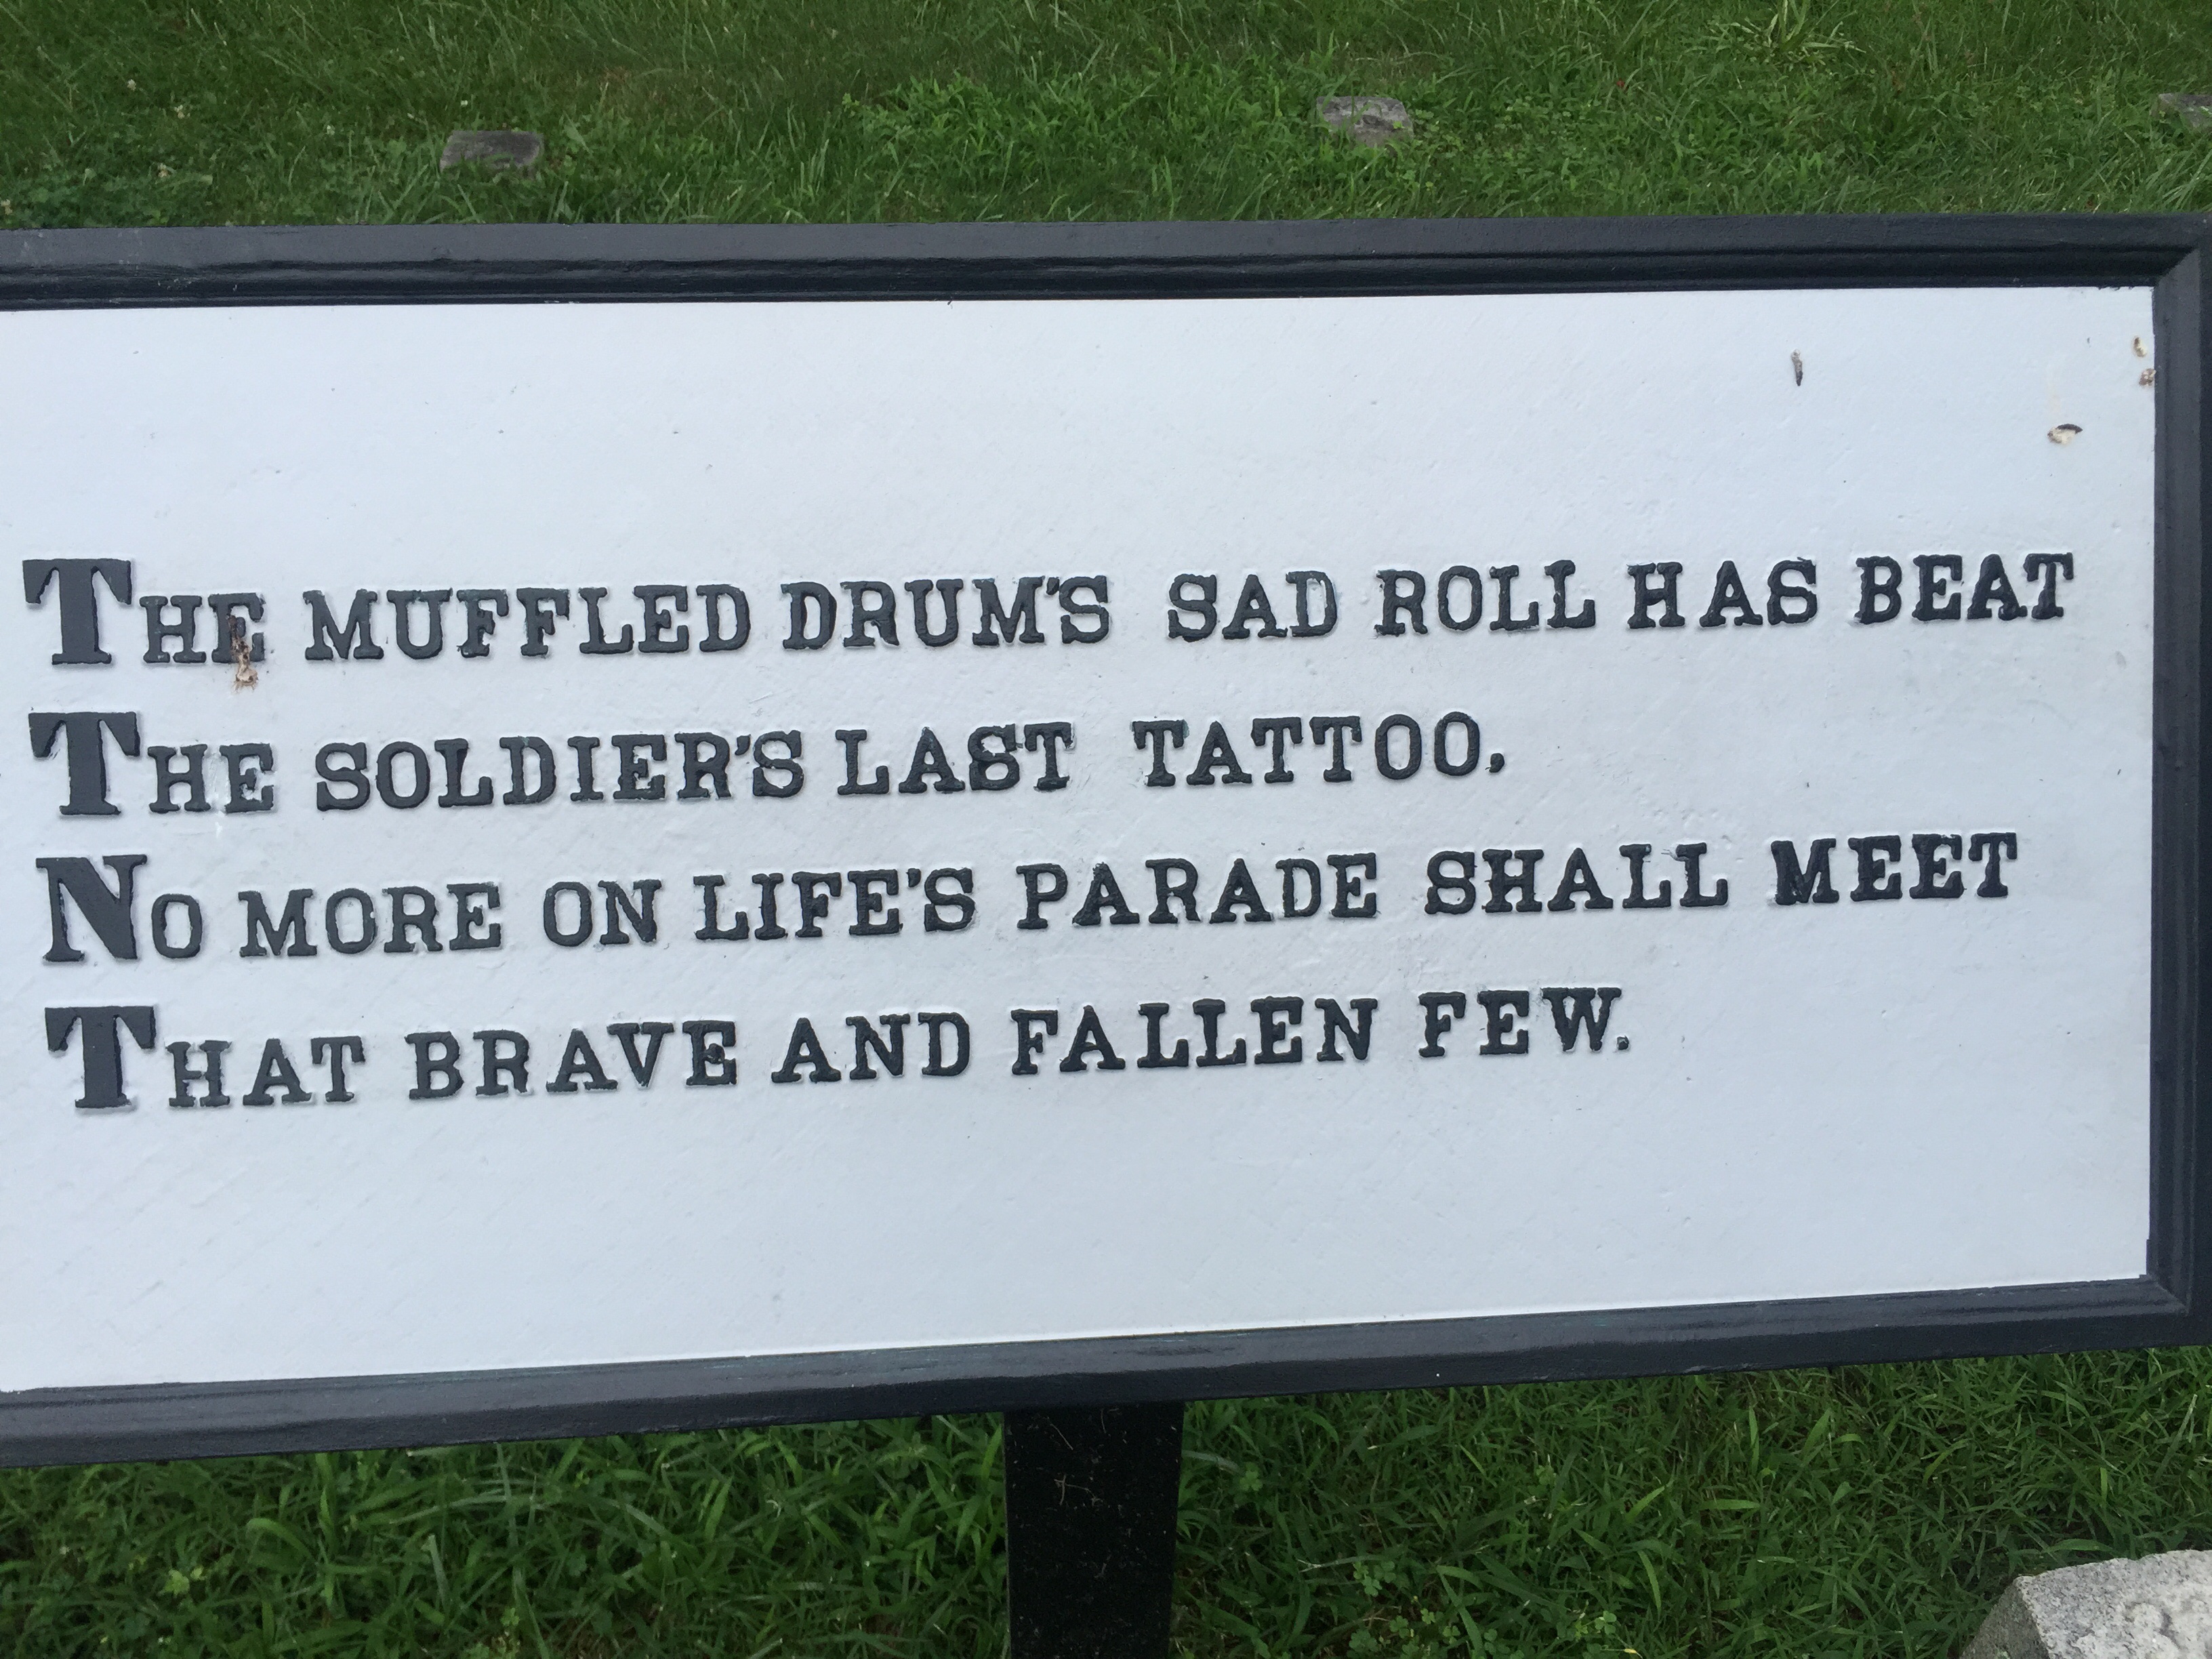 THE MUFFLED DRUM'S SAD ROLL HAS BEAT
THE SOLDIER'S LAST TATTOO,
NO MORE ON LIFE'S PARADE SHALL MEET
THAT BRAVE AND FALLEN FEW.